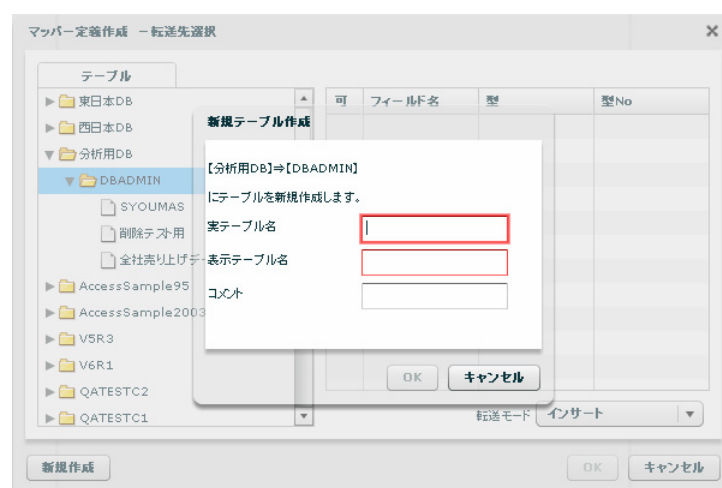 マッパー定義作成 －転送先選択
テーブル
東日本DB
西日本DB
分析用DB
DBADMIN
SYOUMAS
削除テスト用
全社売り上げデー
AccessSample95
AccessSample2003
V5R3
V6R1
QATESTC2
QATESTC1
可 フィールド名 型 型No
新規テーブル作成
【分析用DB】⇒【DBADMIN】
にテーブルを新規作成します。
実テーブル名
表示テーブル名
コメント
OK キャンセル
転送モード インサート
新規作成
OK キャンセル